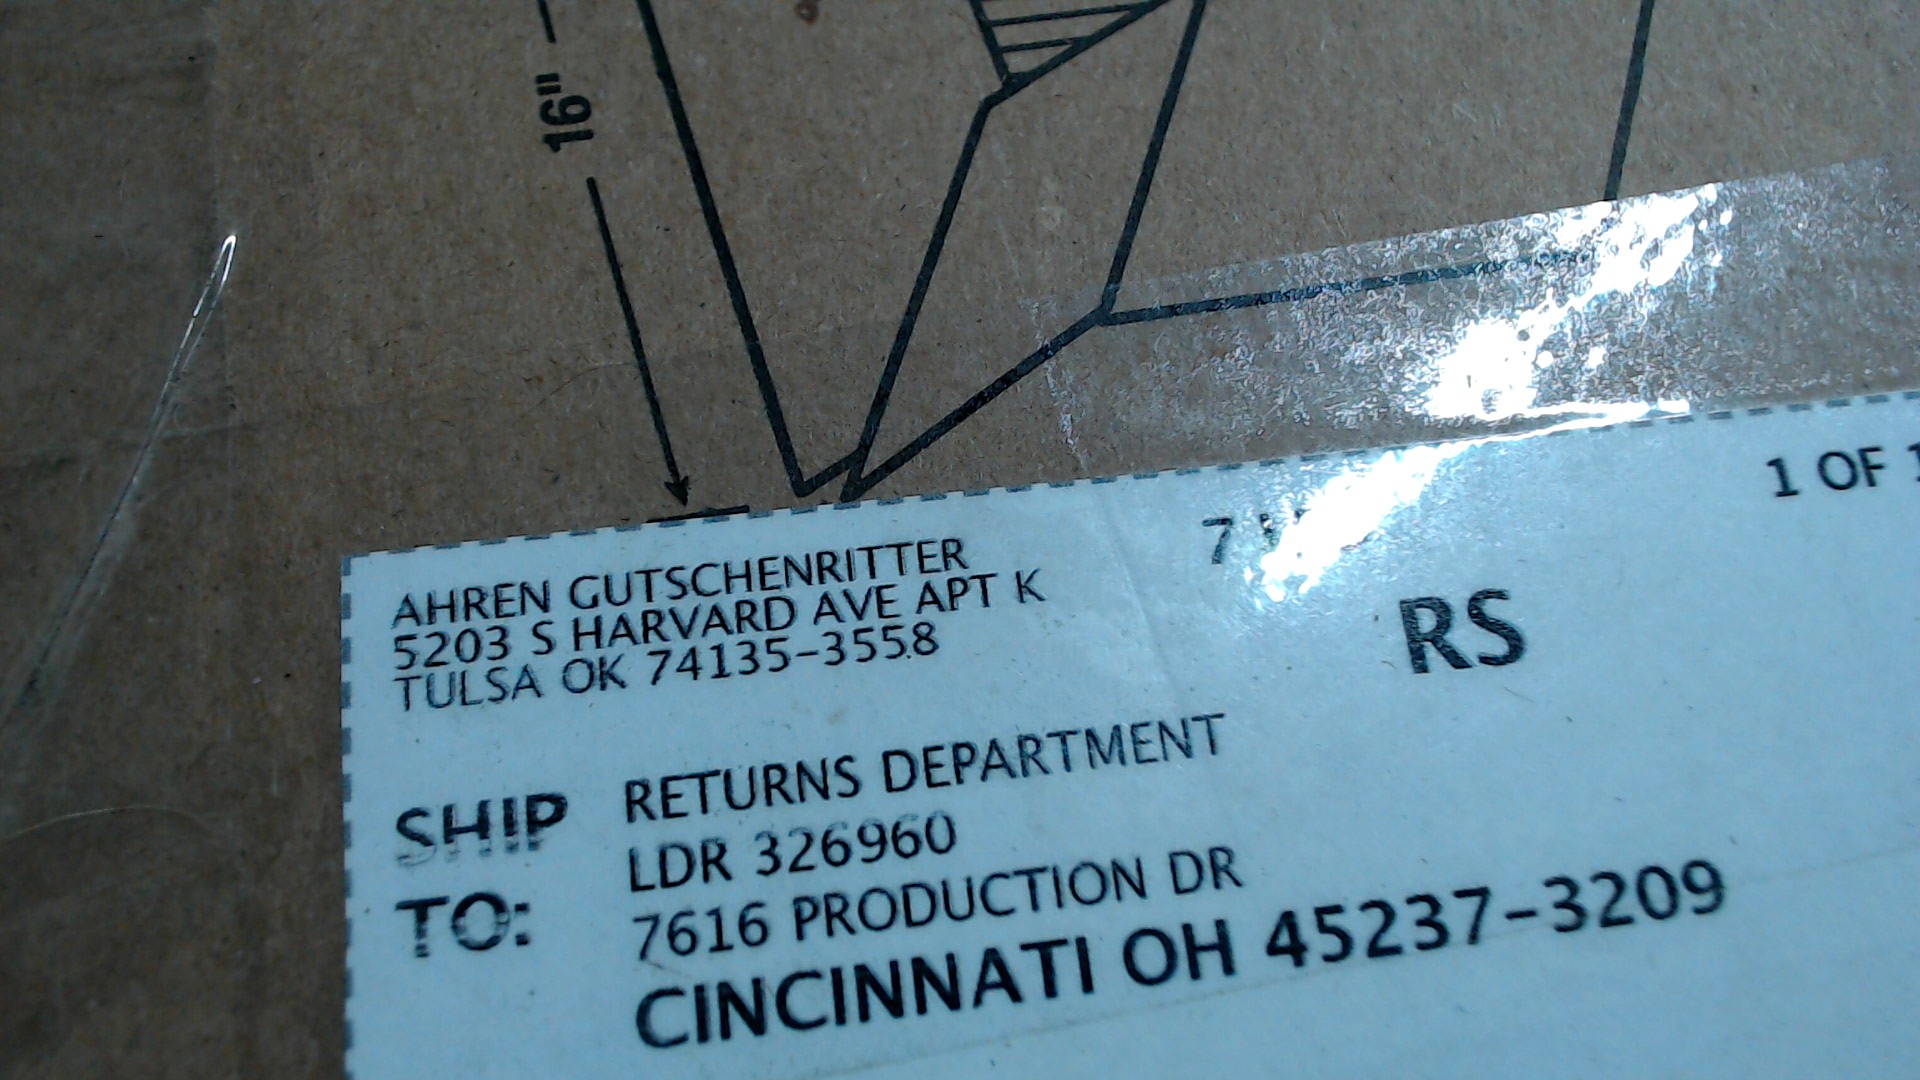 16"
1 OF
7
AHREN GUTSCHENRITTER
5203 S HARVARD AVE APT K
TULSA OK 74135-3558
RS
SHIP TO:
RETURNS DEPARTMENT
LDR 326960
7616 PRODUCTION DR
CINCINNATI OH 45237-3209